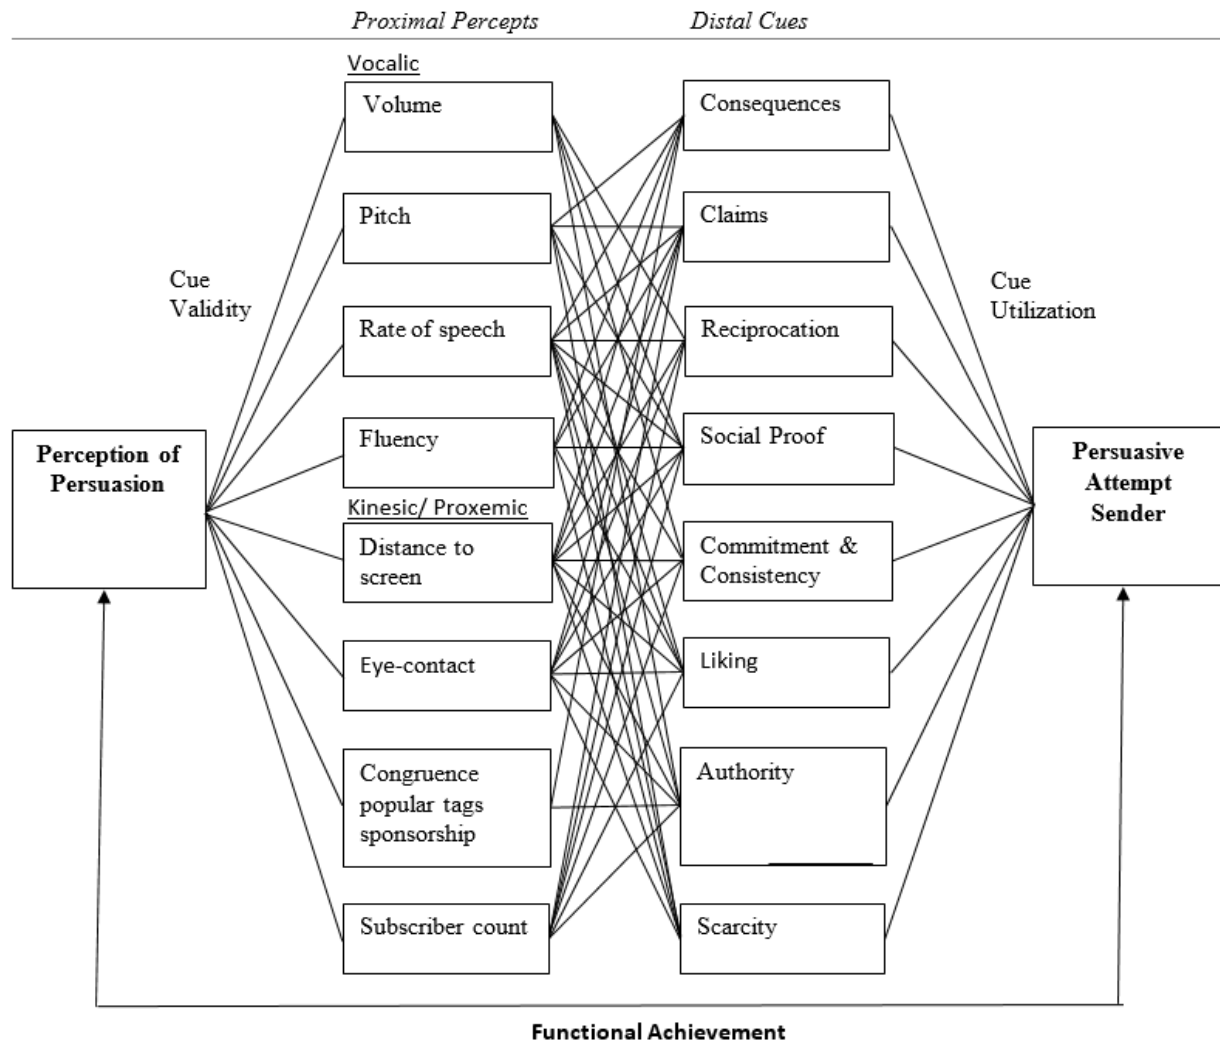 Proximal Percepts
Distal Cues
Vocalic
Volume
Pitch
Rate of speech
Fluency
Kinesic/ Proxemic
Distance to
screen
Eye-contact
Congruence
popular tags
sponsorship
Subscriber count
Consequences
Claims
Reciprocation
Social Proof
Commitment &
Consistency
Liking
Authority
Scarcity
Cue
Validity
Cue
Utilization
Perception of
Persuasion
Persuasive
Attempt
Sender
Functional Achievement